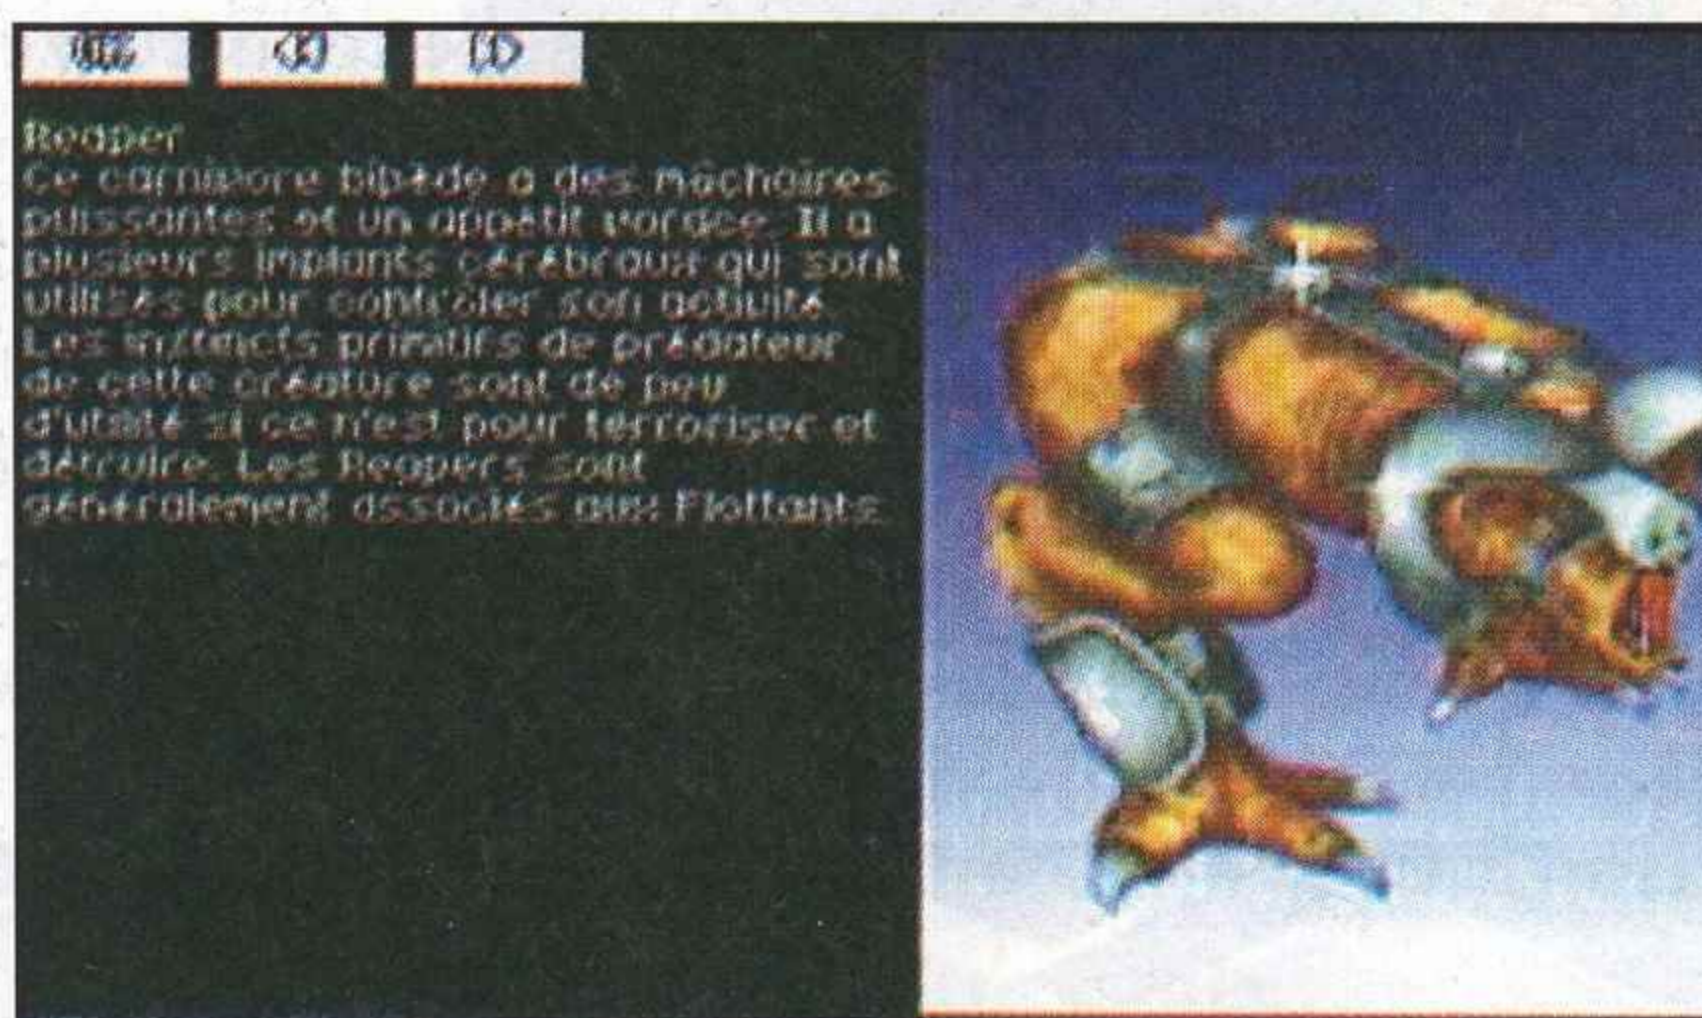 OK
Reaper
Ce carnivore bipède a des mâchoires
puissantes et un appétit vorace. Il a
plusieurs implants cérébraux qui sont
utilisés pour contrôler son activité.
Les instincts primitifs de prédateur
de cette créature sont de peu
d'utilité si ce n'est pour terroriser et
détruire. Les Reapers sont
généralement associés aux Flottants.